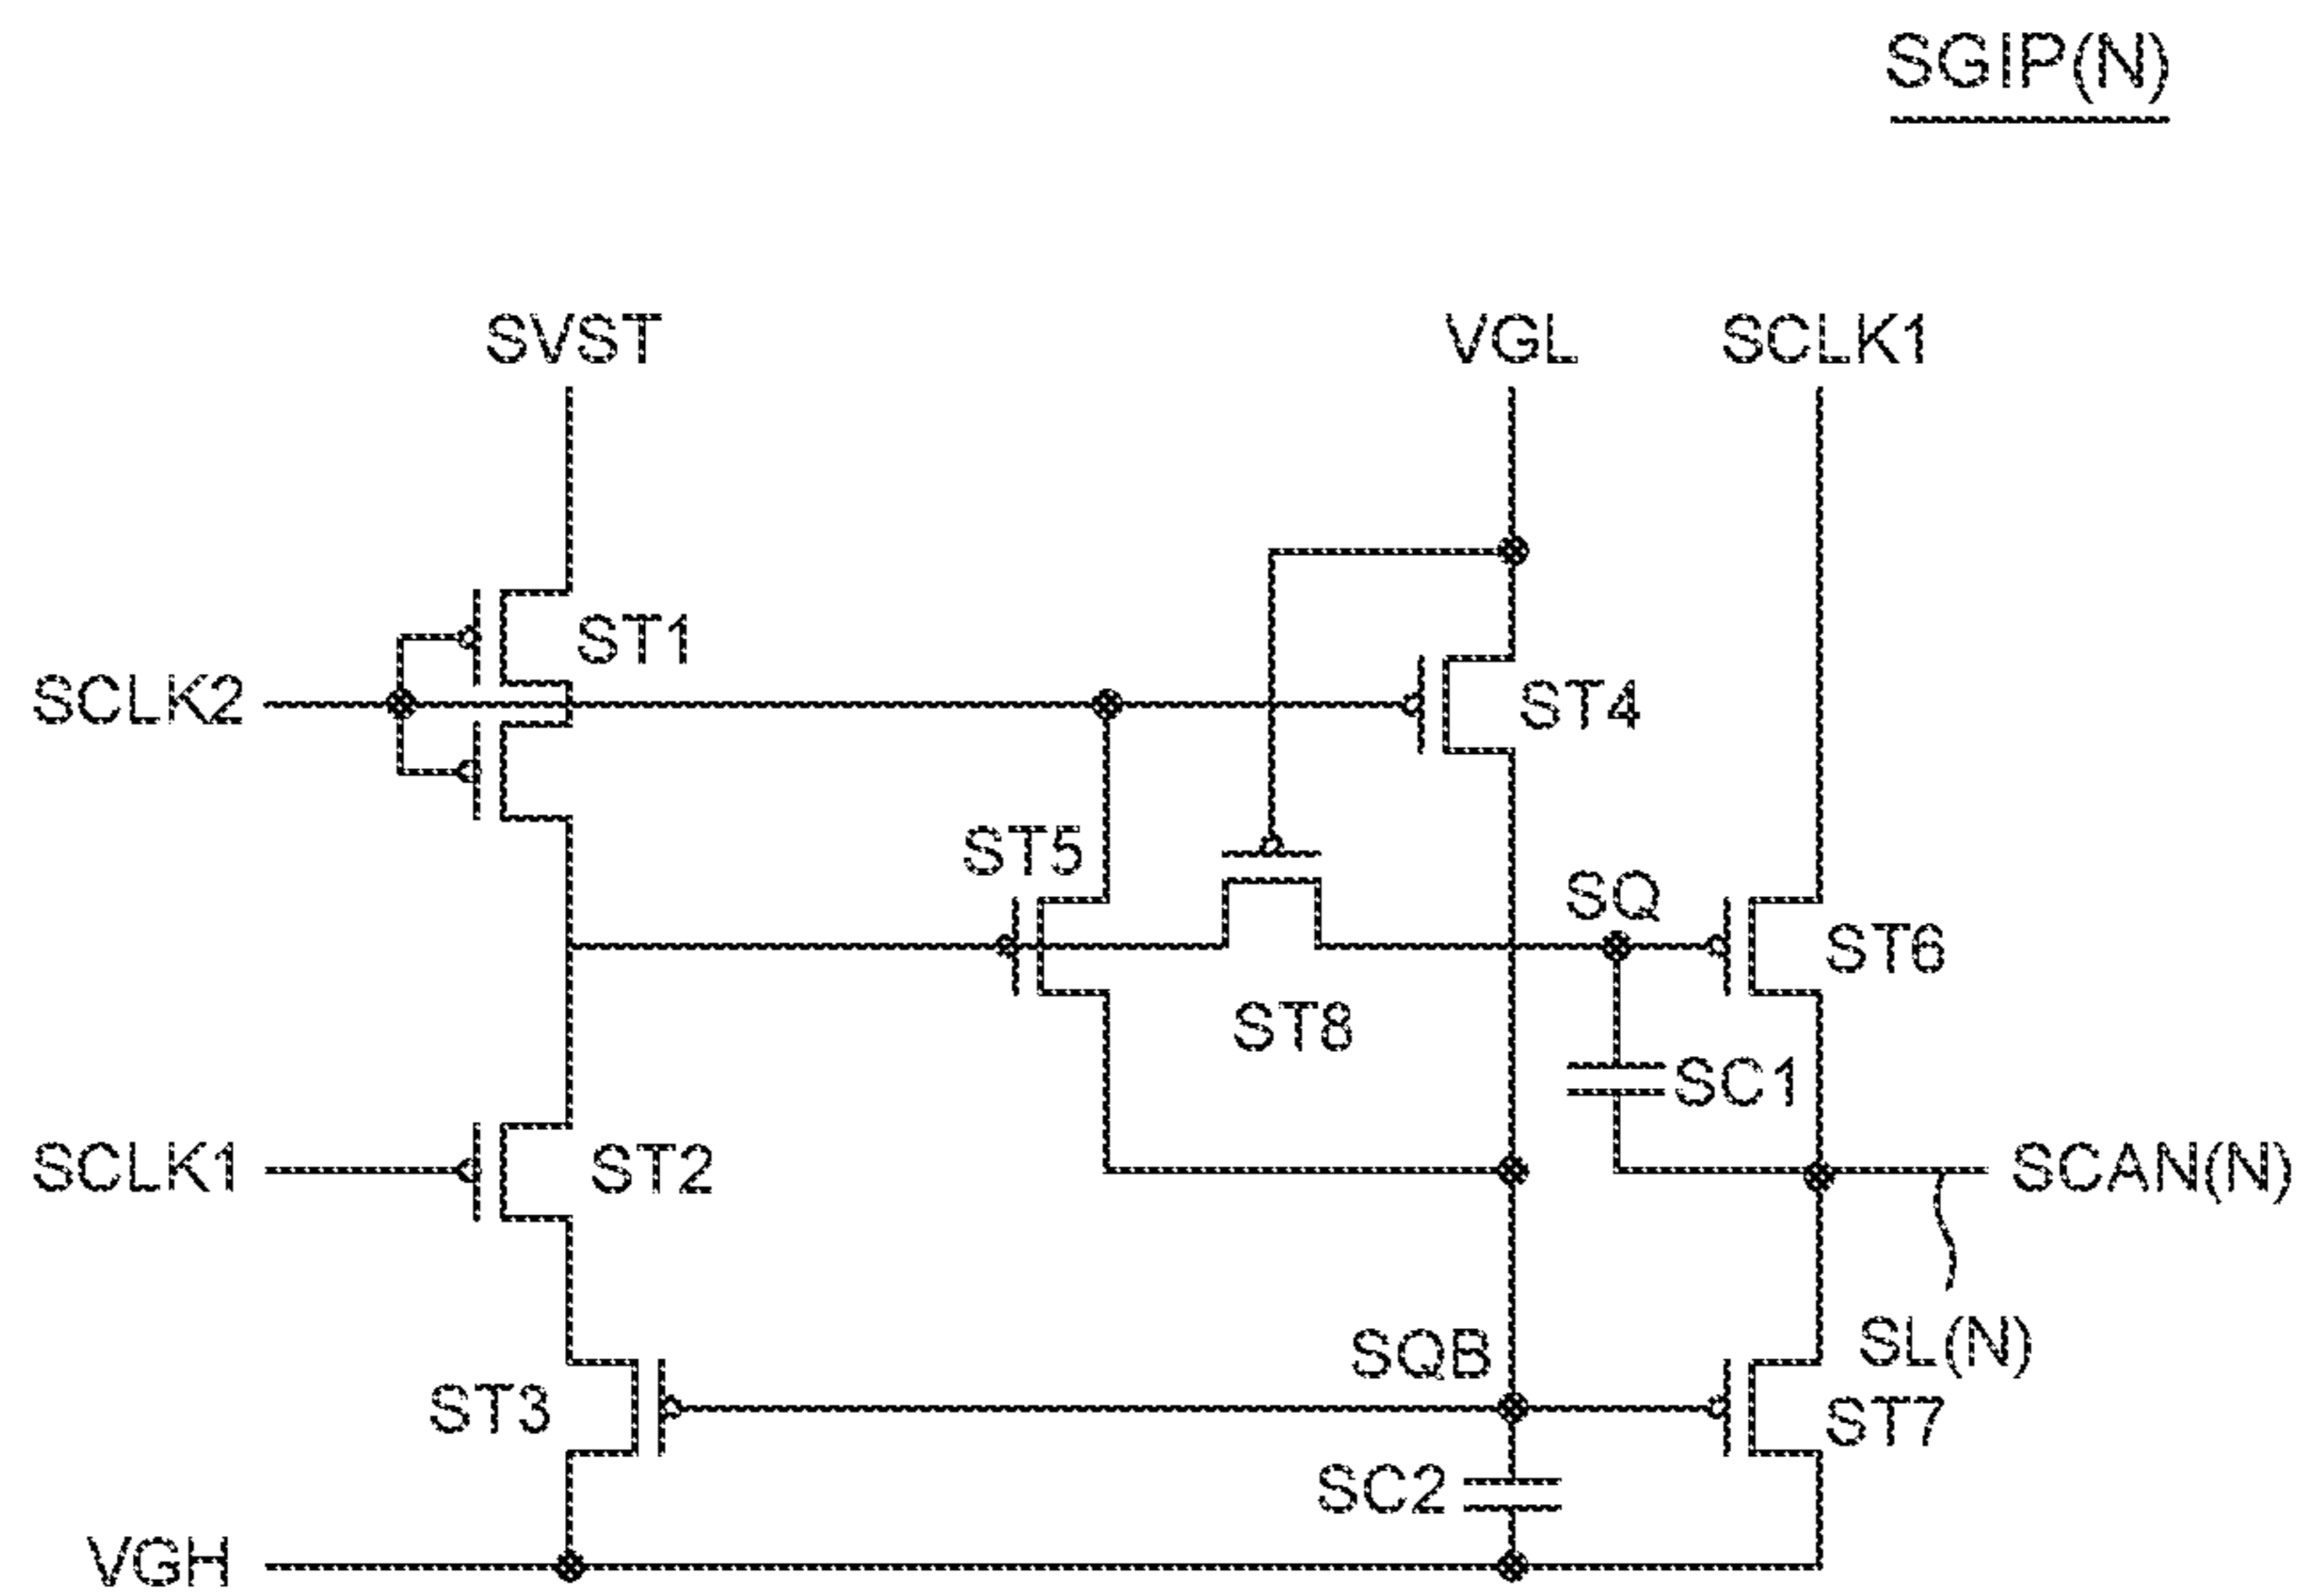 SGIP(N)
SVST
VGL
SCLK1
ST1
SCLK2
ST4
ST5
SQ
ST6
ST8
SC1
SCLK1
ST2
SCAN(N)
SQB
SL(N)
ST3
ST7
SC2
VGH